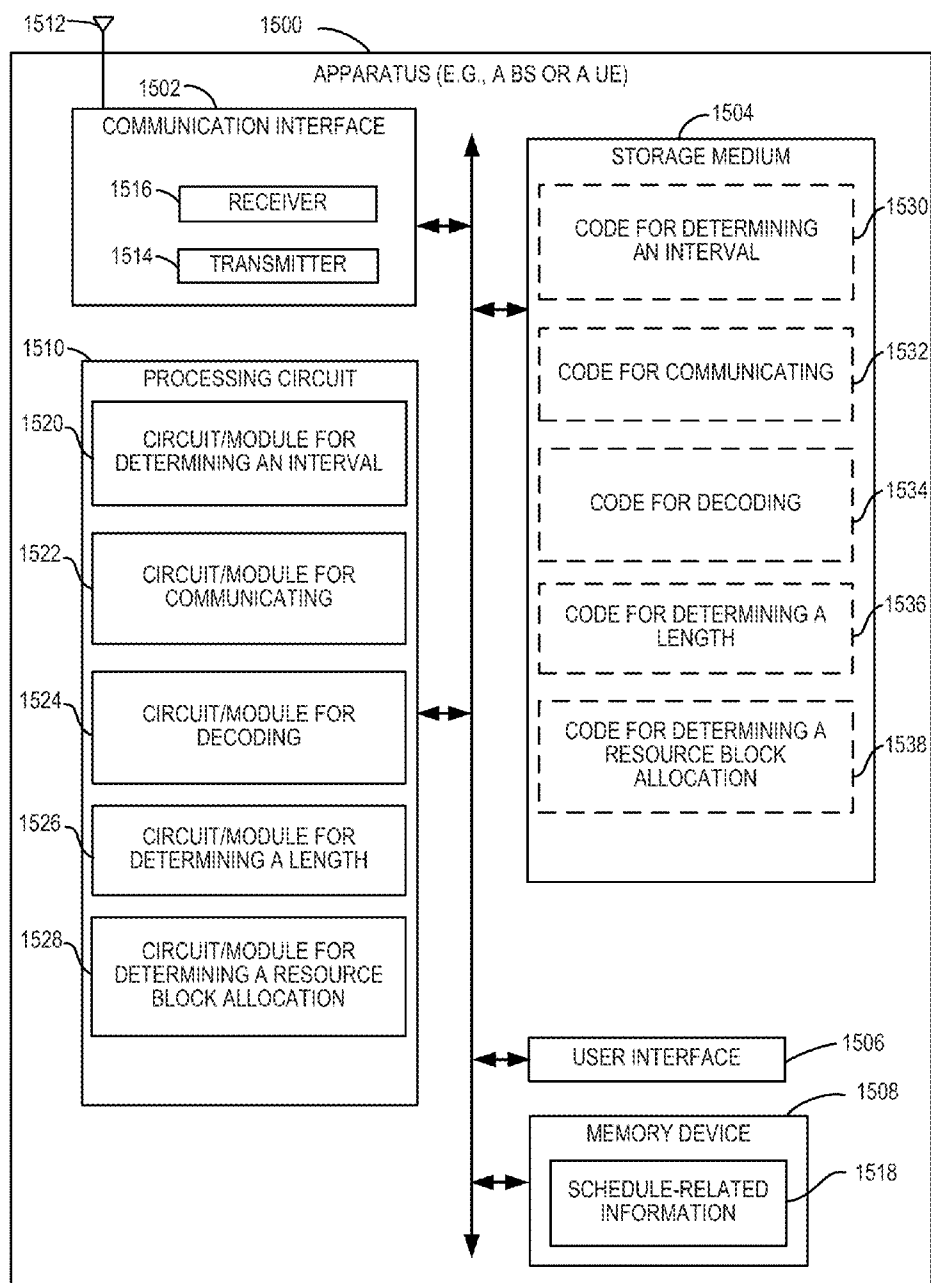 1512
1500
APPARATUS (E.G., A BS OR A UE)
1502
COMMUNICATION INTERFACE
1516
RECEIVER
1514
TRANSMITTER
1504
STORAGE MEDIUM
CODE FOR DETERMINING
AN INTERVAL
1530
CODE FOR COMMUNICATING
1532
CODE FOR DECODING
1534
CODE FOR DETERMINING A
LENGTH
1536
CODE FOR DETERMINING A
RESOURCE BLOCK
ALLOCATION
1538
1510
PROCESSING CIRCUIT
1520
CIRCUIT/MODULE FOR
DETERMINING AN INTERVAL
1522
CIRCUIT/MODULE FOR
COMMUNICATING
1524
CIRCUIT/MODULE FOR
DECODING
1526
CIRCUIT/MODULE FOR
DETERMINING A LENGTH
1528
CIRCUIT/MODULE FOR
DETERMINING A RESOURCE
BLOCK ALLOCATION
USER INTERFACE
1506
1508
MEMORY DEVICE
SCHEDULE-RELATED
INFORMATION
1518